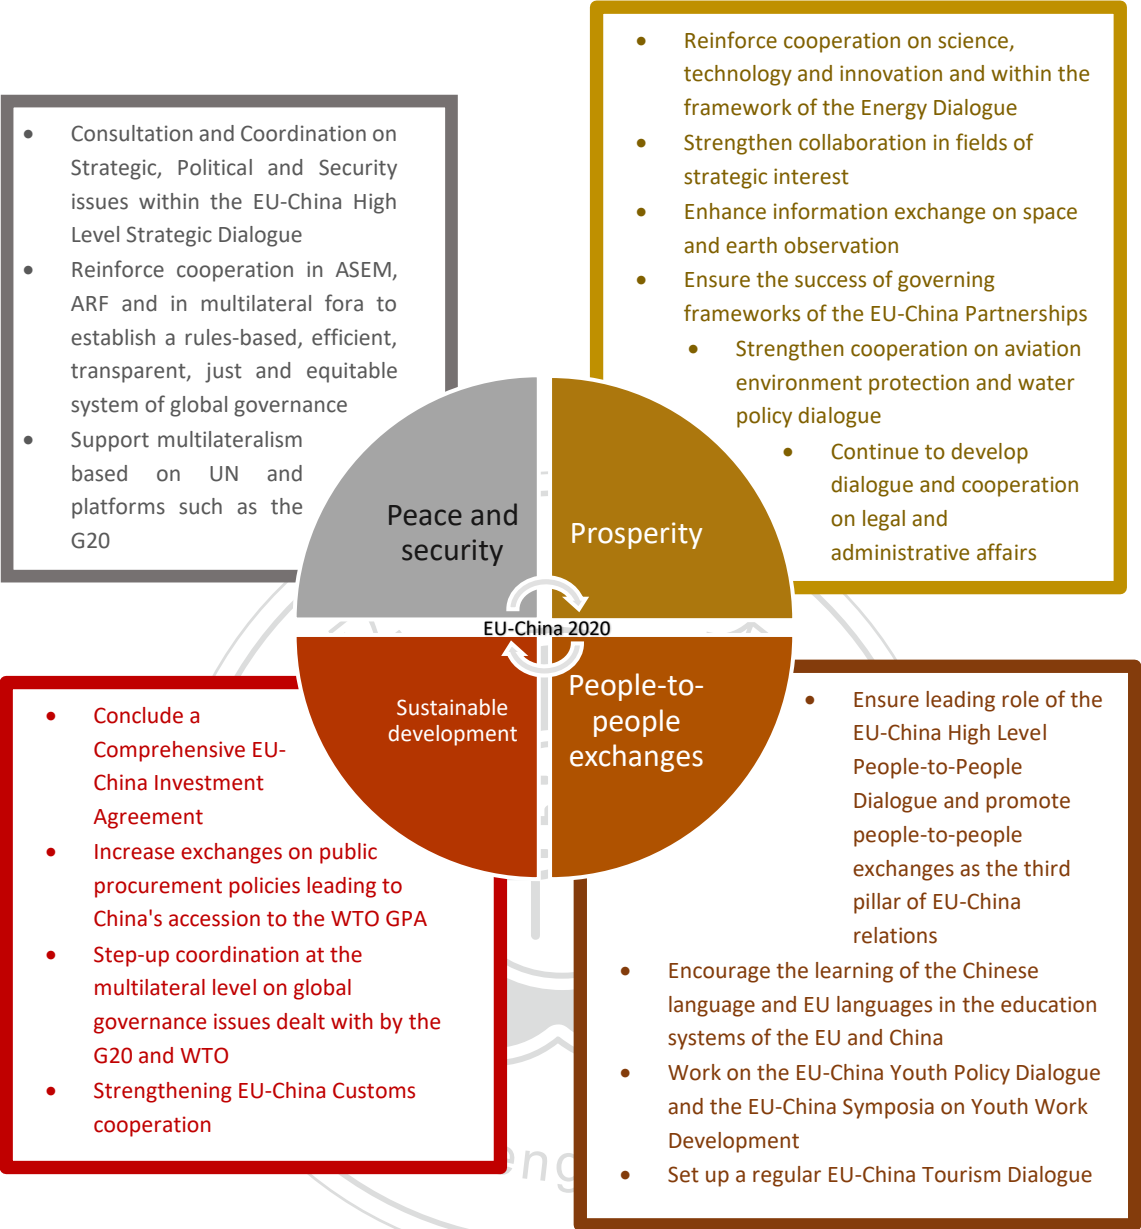 • Consultation and Coordination on
Strategic, Political and Security
issues within the EU-China High
Level Strategic Dialogue
• Reinforce cooperation in ASEM,
ARF and in multilateral fora to
establish a rules-based, efficient,
transparent, just and equitable
system of global governance
• Support multilateralism
based on UN and
platforms such as the
G20
• Reinforce cooperation on science,
technology and innovation and within the
framework of the Energy Dialogue
• Strengthen collaboration in fields of
strategic interest
• Enhance information exchange on space
and earth observation
• Ensure the success of governing
frameworks of the EU-China Partnerships
• Strengthen cooperation on aviation
environment protection and water
policy dialogue
• Continue to develop
dialogue and cooperation
on legal and
administrative affairs
Peace and
security
Prosperity
EU-China 2020
Sustainable
development
People-to-
people
exchanges
• Conclude a
Comprehensive EU-
China Investment
Agreement
• Increase exchanges on public
procurement policies leading to
China's accession to the WTO GPA
• Step-up coordination at the
multilateral level on global
governance issues dealt with by the
G20 and WTO
• Strengthening EU-China Customs
cooperation
• Ensure leading role of the
EU-China High Level
People-to-People
Dialogue and promote
people-to-people
exchanges as the third
pillar of EU-China
relations
• Encourage the learning of the Chinese
language and EU languages in the education
systems of the EU and China
• Work on the EU-China Youth Policy Dialogue
and the EU-China Symposia on Youth Work
Development
• Set up a regular EU-China Tourism Dialogue